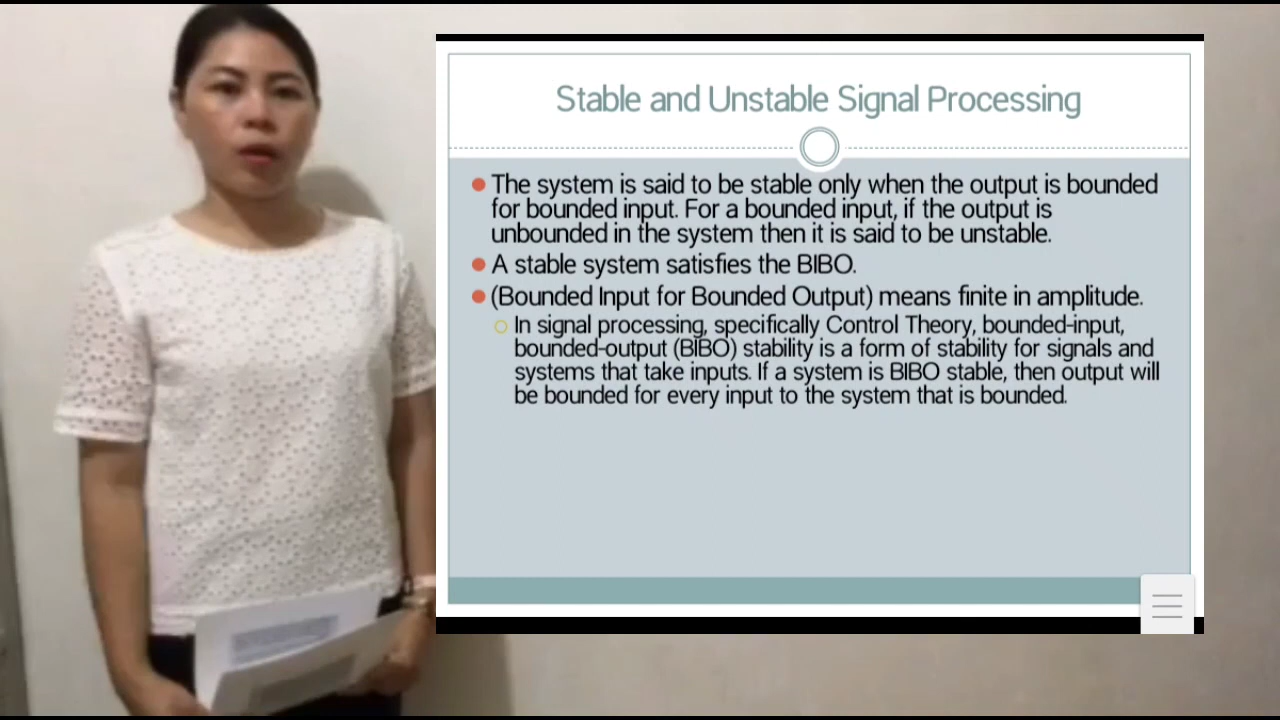 Stable and Unstable Signal Processing
The system is said to be stable only when the output is bounded
for bounded input. For a bounded input, if the output is
unbounded in the system then it is said to be unstable.
A stable system satisfies the BIBO.
(Bounded Input for Bounded Output) means finite in amplitude.
In signal processing, specifically Control Theory, bounded-input,
bounded-output (BIBO) stability is a form of stability for signals and
systems that take inputs. If a system is BIBO stable, then output will
be bounded for every input to the system that is bounded.